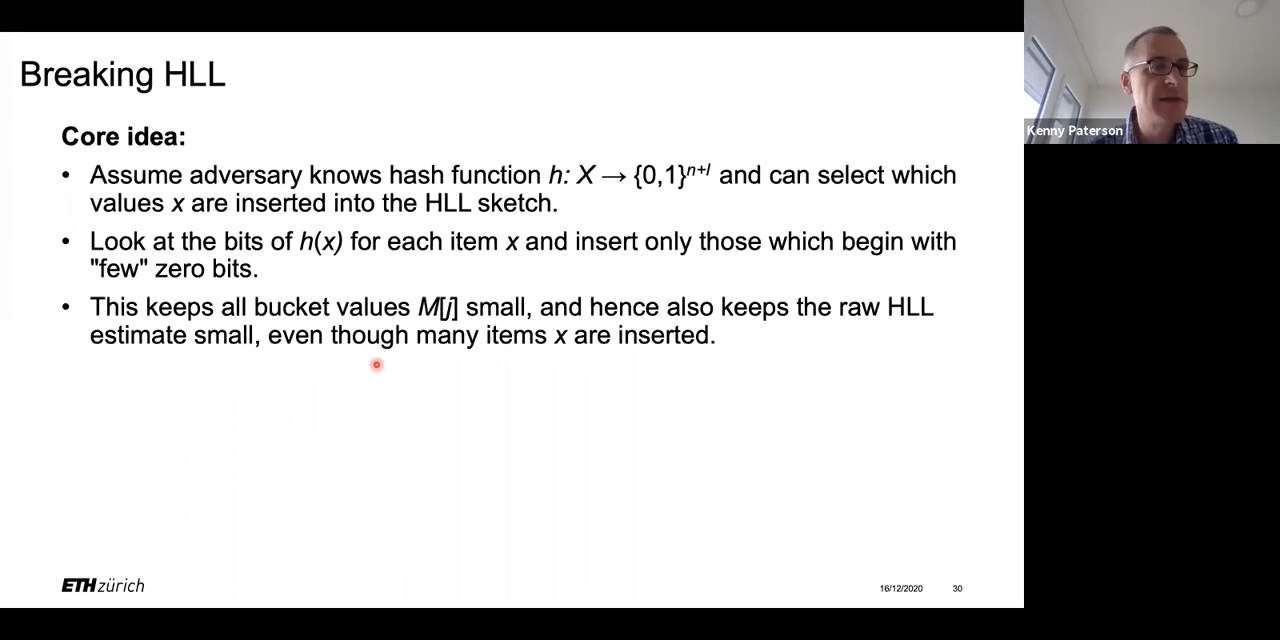 Breaking HLL
Core idea:
• Assume adversary knows hash function h: X → {0,1}ⁿ⁺ˡ and can select which
values x are inserted into the HLL sketch.
• Look at the bits of h(x) for each item x and insert only those which begin with
"few" zero bits.
• This keeps all bucket values M[j] small, and hence also keeps the raw HLL
estimate small, even though many items x are inserted.
ETH zürich
16/12/2020 30
Kenny Paterson